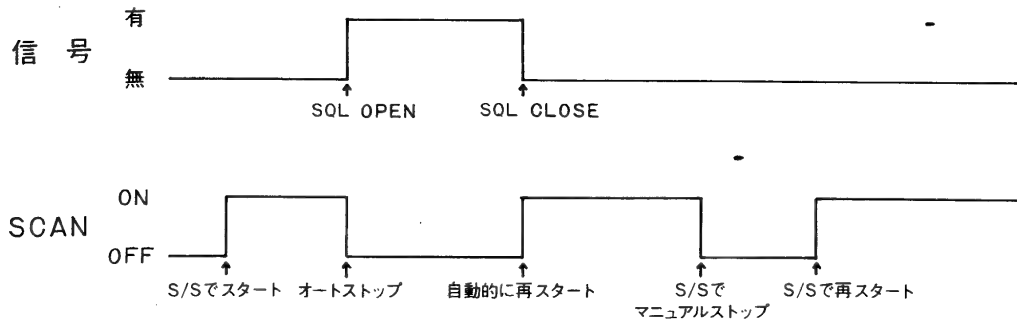 有
信 号
無
SQL OPEN
SQL CLOSE
ON
SCAN
OFF
S/Sでスタート
オートストップ
自動的に再スタート
S/Sで
マニュアルストップ
S/Sで再スタート